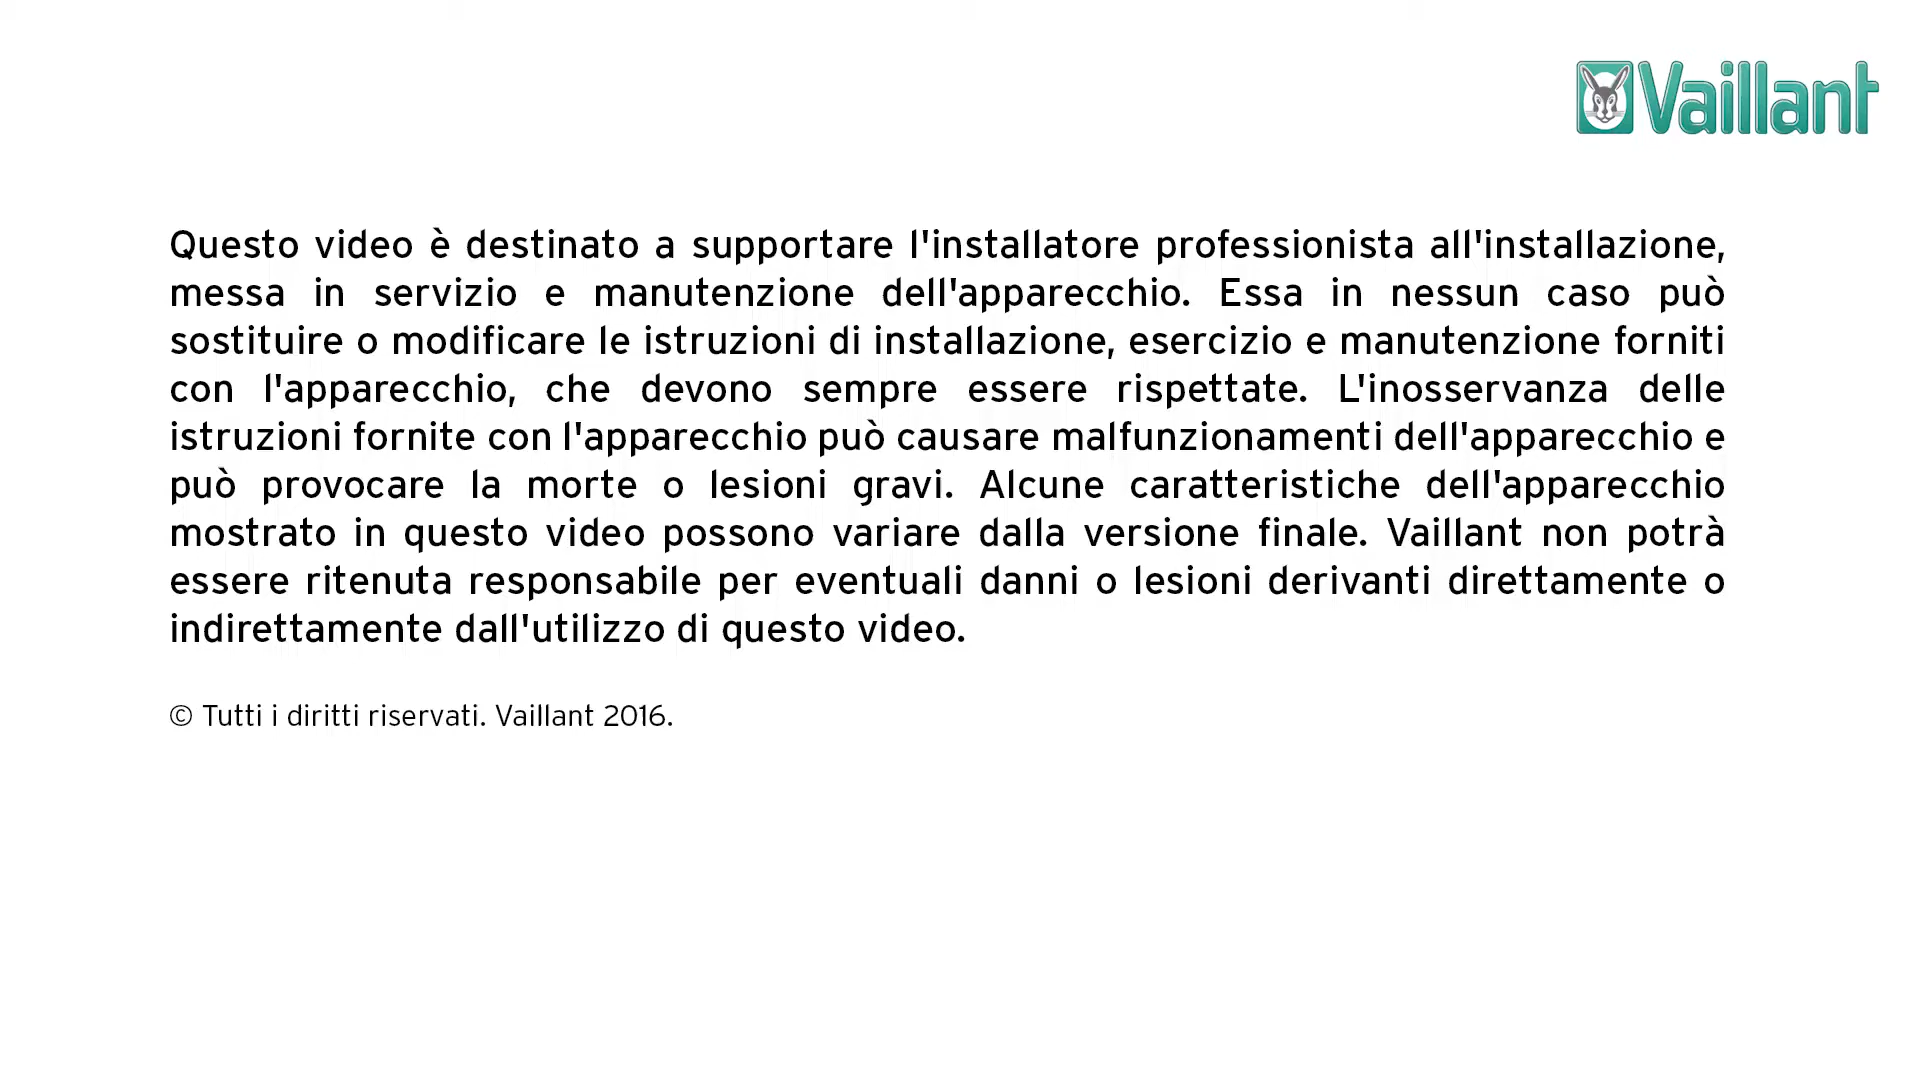 Vaillant
Questo video è destinato a supportare l'installatore professionista all'installazione,
messa in servizio e manutenzione dell'apparecchio. Essa in nessun caso può
sostituire o modificare le istruzioni di installazione, esercizio e manutenzione forniti
con l'apparecchio, che devono sempre essere rispettate. L'inosservanza delle
istruzioni fornite con l'apparecchio può causare malfunzionamenti dell'apparecchio e
può provocare la morte o lesioni gravi. Alcune caratteristiche dell'apparecchio
mostrato in questo video possono variare dalla versione finale. Vaillant non potrà
essere ritenuta responsabile per eventuali danni o lesioni derivanti direttamente o
indirettamente dall'utilizzo di questo video.
© Tutti i diritti riservati. Vaillant 2016.